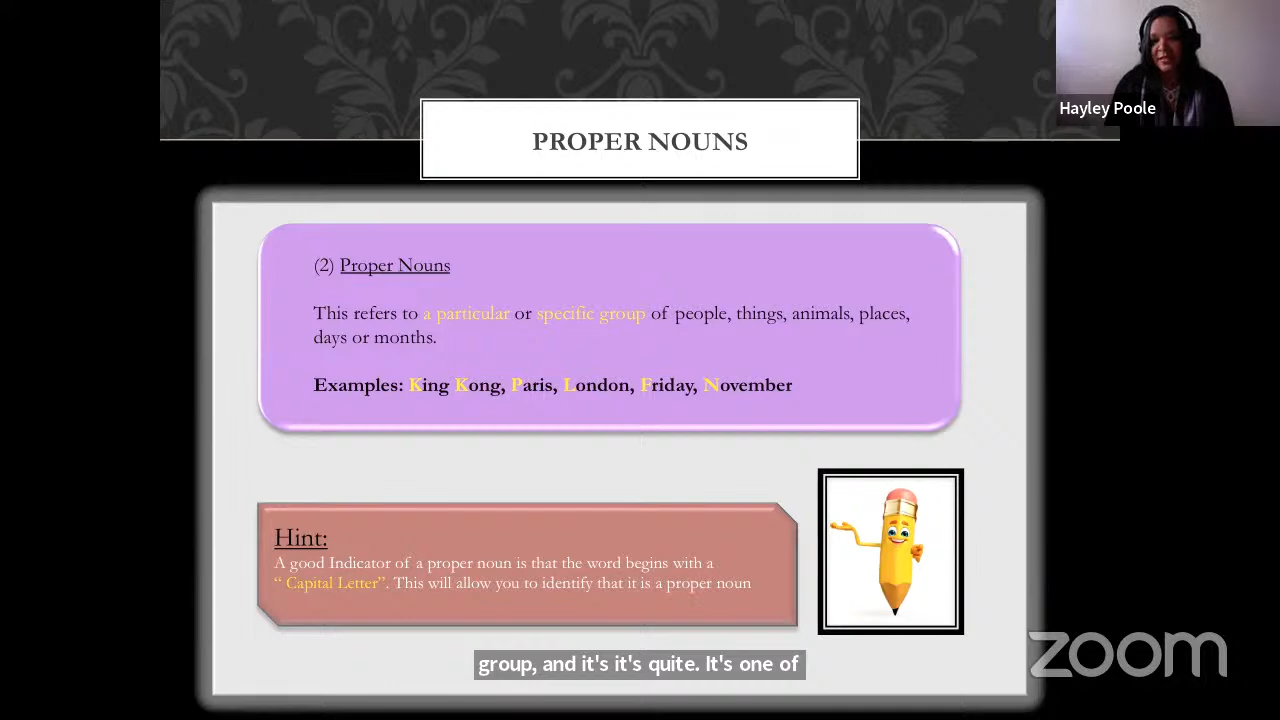 Hayley Poole
PROPER NOUNS
(2) Proper Nouns
This refers to a particular or specific group of people, things, animals, places,
days or months.
Examples: King Kong, Paris, London, Friday, November
Hint:
A good Indicator of a proper noun is that the word begins with a
“ Capital Letter”. This will allow you to identify that it is a proper noun
group, and it's it's quite. It's one of
zoom